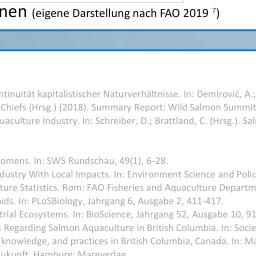 nen (eigene Darstellung nach FAO 2019 ⁷)
ntinuität kapitalistischer Naturverhältnisse. In: Demirović, A.;
Chiefs (Hrsg.) (2018). Summary Report: Wild Salmon Summit
uaculture Industry. In: Schreiber, D.; Brattland, C. (Hrsg.). Sal
omens. In: SWS Rundschau, 49(1), 6-28.
dustry With Local Impacts. In: Environment Science and Polic
ture Statistics. Rom: FAO Fisheries and Aquaculture Departm
ids. In: PLoSBiology, Jahrgang 6, Ausgabe 2, 411-417.
trial Ecosystems. In: BioScience, Jahrgang 52, Ausgabe 10, 91
s Regarding Salmon Aquaculture in British Columbia. In: Socie
knowledge, and practices in British Columbia, Canada. In: Ma
ukunft. Hamburg: Mareverlag